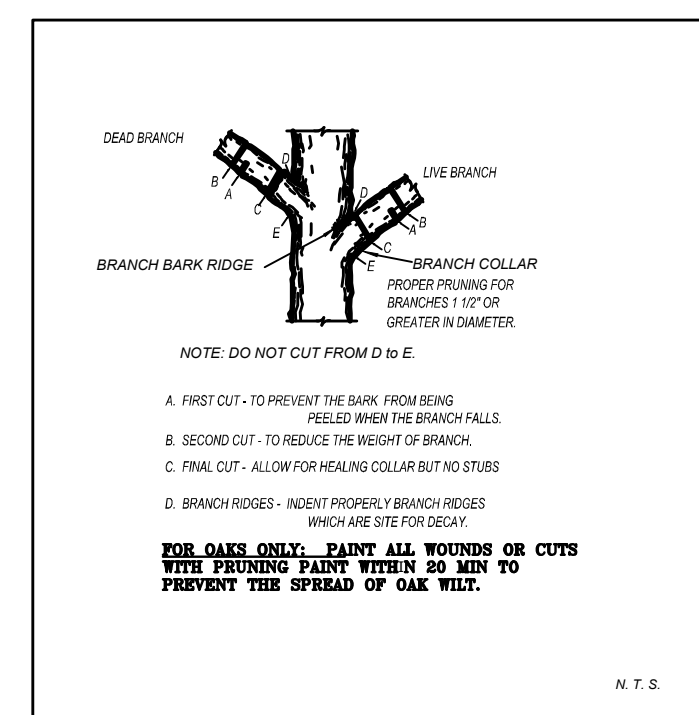 DEAD BRANCH
D
B
A
C
E
LIVE BRANCH
D
B
A
C
E
BRANCH BARK RIDGE
BRANCH COLLAR
PROPER PRUNING FOR
BRANCHES 1 1/2" OR
GREATER IN DIAMETER.
NOTE: DO NOT CUT FROM D to E.
A. FIRST CUT - TO PREVENT THE BARK FROM BEING
PEELED WHEN THE BRANCH FALLS.
B. SECOND CUT - TO REDUCE THE WEIGHT OF BRANCH.
C. FINAL CUT - ALLOW FOR HEALING COLLAR BUT NO STUBS
D. BRANCH RIDGES - INDENT PROPERLY BRANCH RIDGES
WHICH ARE SITE FOR DECAY.
FOR OAKS ONLY: PAINT ALL WOUNDS OR CUTS
WITH PRUNING PAINT WITHIN 20 MIN TO
PREVENT THE SPREAD OF OAK WILT.
N. T. S.